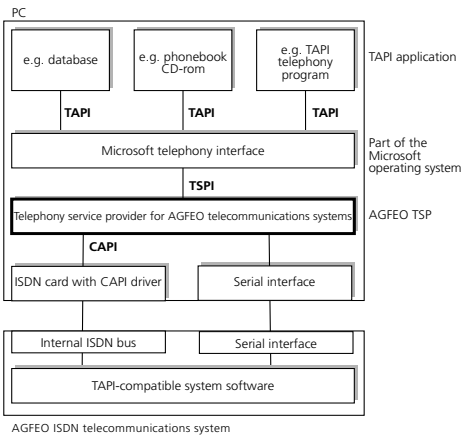 PC
e.g. database
e.g. phonebook
CD-rom
e.g. TAPI
telephony
program
TAPI application
TAPI
TAPI
TAPI
Microsoft telephony interface
Part of the
Microsoft
operating system
TSPI
Telephony service provider for AGFEO telecommunications systems
AGFEO TSP
CAPI
ISDN card with CAPI driver
Serial interface
Internal ISDN bus
Serial interface
TAPI-compatible system software
AGFEO ISDN telecommunications system